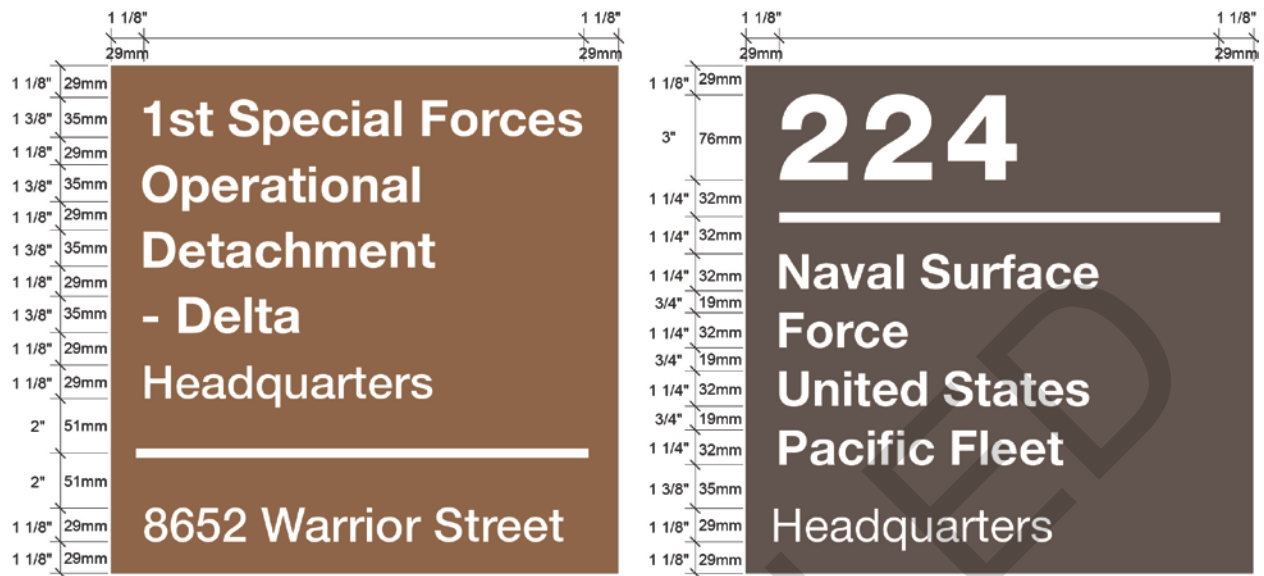 1 1/8" 1 1/8"
29mm 29mm
1 1/8" 29mm
1 3/8" 35mm
1 1/8" 29mm
1 3/8" 35mm
1 1/8" 29mm
1 3/8" 35mm
1 1/8" 29mm
1 3/8" 35mm
1 1/8" 29mm
1 1/8" 29mm
2" 51mm
2" 51mm
1 1/8" 29mm
1 1/8" 29mm
1st Special Forces
Operational
Detachment
- Delta
Headquarters
8652 Warrior Street
1 1/8" 1 1/8"
29mm 29mm
1 1/8" 29mm
3" 76mm
1 1/4" 32mm
1 1/4" 32mm
1 1/4" 32mm
3/4" 19mm
1 1/4" 32mm
3/4" 19mm
1 1/4" 32mm
3/4" 19mm
1 1/4" 32mm
1 3/8" 35mm
1 1/8" 29mm
1 1/8" 29mm
224
Naval Surface
Force
United States
Pacific Fleet
Headquarters
ED